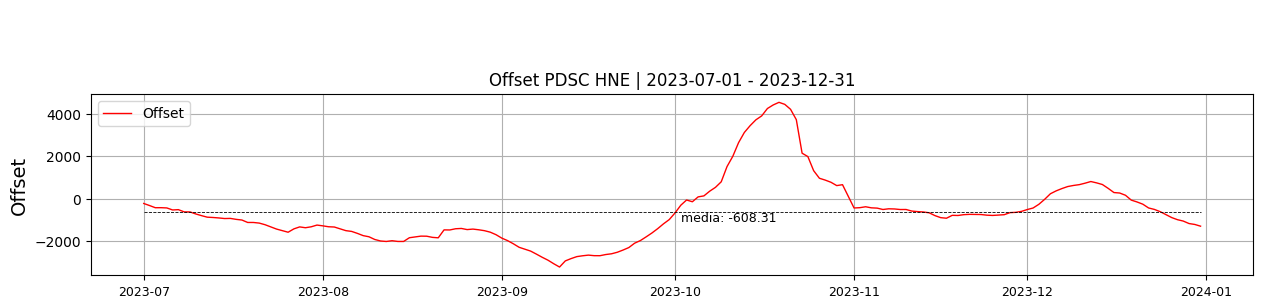 Offset PDSC HNE | 2023-07-01 - 2023-12-31
Offset
4000
2000
0
−2000
Offset
media: -608.31
2023-07
2023-08
2023-09
2023-10
2023-11
2023-12
2024-01